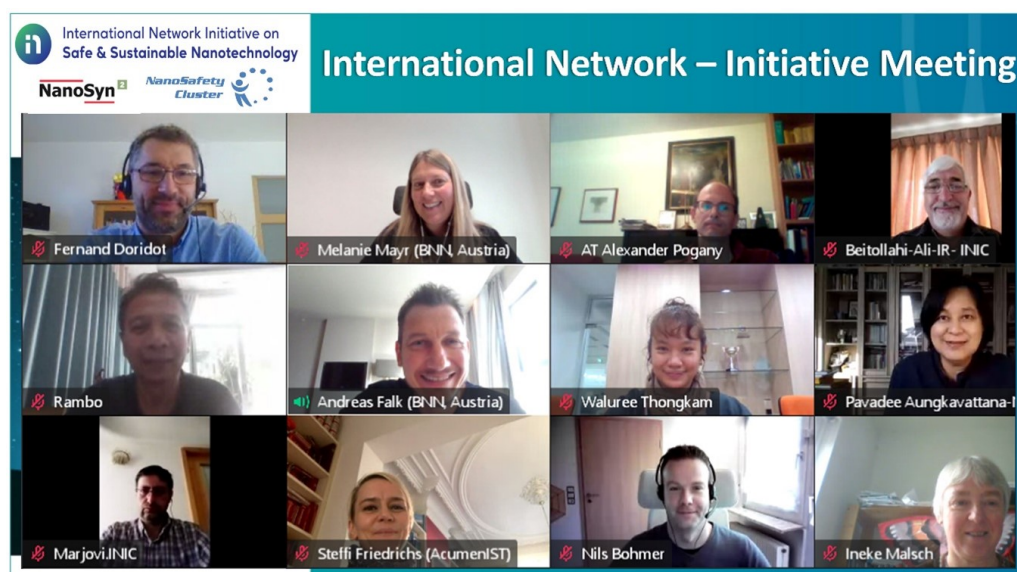 International Network Initiative on
Safe & Sustainable Nanotechnology
NanoSyn2
NanoSafety
Cluster
International Network – Initiative Meeting
Fernand Doridot
Melanie Mayr (BNN, Austria)
AT Alexander Pogany
Beitollahi-Ali-IR- INIC
Rambo
Andreas Falk (BNN, Austria)
Waluree Thongkam
Pavadee Aungkavattana-
Marjovi.INIC
Steffi Friedrichs (AcumenIST)
Nils Bohmer
Ineke Malsch